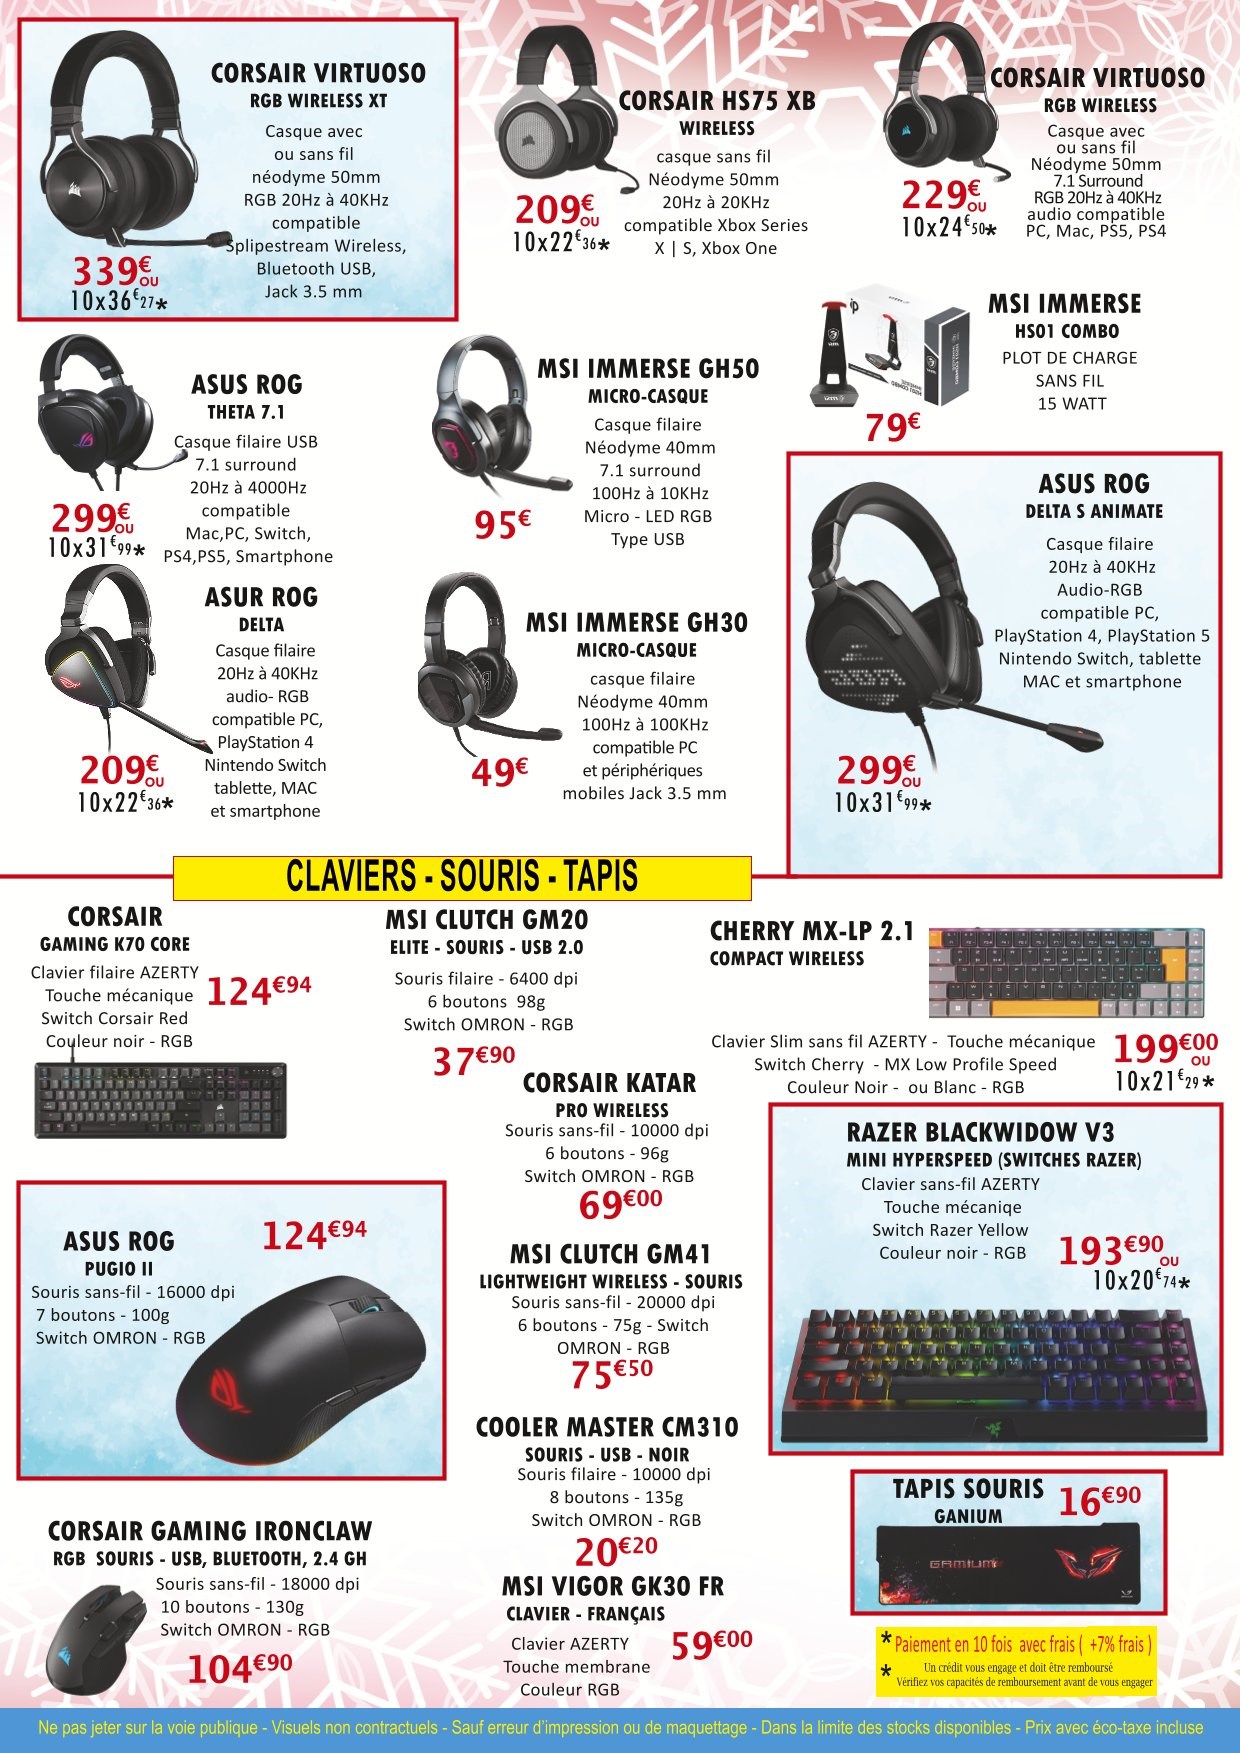 CORSAIR VIRTUOSO
RGB WIRELESS XT
Casque avec
ou sans fil
néodyme 50mm
RGB 20Hz à 40KHz
compatible
Splipestream Wireless,
Bluetooth USB,
Jack 3.5 mm
339€
OU
10x36€27*
CORSAIR HS75 XB
WIRELESS
casque sans fil
Néodyme 50mm
20Hz à 20KHz
compatible Xbox Series
X | S, Xbox One
209€
OU
10x22€36*
CORSAIR VIRTUOSO
RGB WIRELESS
Casque avec
ou sans fil
Néodyme 50mm
7.1 Surround
RGB 20Hz à 40KHz
audio compatible
PC, Mac, PS5, PS4
229€
OU
10x24€50*
MSI IMMERSE
HS01 COMBO
PLOT DE CHARGE
SANS FIL
15 WATT
79€
ASUS ROG
THETA 7.1
Casque filaire USB
7.1 surround
20Hz à 4000Hz
compatible
Mac,PC, Switch,
PS4,PS5, Smartphone
299€
OU
10x31€99*
MSI IMMERSE GH50
MICRO-CASQUE
Casque filaire
Néodyme 40mm
7.1 surround
100Hz à 10KHz
Micro - LED RGB
Type USB
95€
ASUS ROG
DELTA S ANIMATE
Casque filaire
20Hz à 40KHz
Audio-RGB
compatible PC,
PlayStation 4, PlayStation 5
Nintendo Switch, tablette
MAC et smartphone
299€
OU
10x31€99*
ASUR ROG
DELTA
Casque filaire
20Hz à 40KHz
audio- RGB
compatible PC,
PlayStation 4
Nintendo Switch
tablette, MAC
et smartphone
209€
OU
10x22€36*
MSI IMMERSE GH30
MICRO-CASQUE
casque filaire
Néodyme 40mm
100Hz à 100KHz
compatible PC
et périphériques
mobiles Jack 3.5 mm
49€
CLAVIERS - SOURIS - TAPIS
CORSAIR
GAMING K70 CORE
Clavier filaire AZERTY
Touche mécanique
Switch Corsair Red
Couleur noir - RGB
124€94
MSI CLUTCH GM20
ELITE - SOURIS - USB 2.0
Souris filaire - 6400 dpi
6 boutons 98g
Switch OMRON - RGB
37€90
CHERRY MX-LP 2.1
COMPACT WIRELESS
Clavier Slim sans fil AZERTY - Touche mécanique
Switch Cherry - MX Low Profile Speed
Couleur Noir - ou Blanc - RGB
199€00
OU
10x21€29*
CORSAIR KATAR
PRO WIRELESS
Souris sans-fil - 10000 dpi
6 boutons - 96g
Switch OMRON - RGB
69€00
RAZER BLACKWIDOW V3
MINI HYPERSPEED (SWITCHES RAZER)
Clavier sans-fil AZERTY
Touche mécaniqe
Switch Razer Yellow
Couleur noir - RGB
193€90
OU
10x20€74*
ASUS ROG
PUGIO II
Souris sans-fil - 16000 dpi
7 boutons - 100g
Switch OMRON - RGB
124€94
MSI CLUTCH GM41
LIGHTWEIGHT WIRELESS - SOURIS
Souris sans-fil - 20000 dpi
6 boutons - 75g - Switch
OMRON - RGB
75€50
COOLER MASTER CM310
SOURIS - USB - NOIR
Souris filaire - 10000 dpi
8 boutons - 135g
Switch OMRON - RGB
20€20
TAPIS SOURIS
GANIUM
16€90
GAMIUM
CORSAIR GAMING IRONCLAW
RGB SOURIS - USB, BLUETOOTH, 2.4 GH
Souris sans-fil - 18000 dpi
10 boutons - 130g
Switch OMRON - RGB
104€90
MSI VIGOR GK30 FR
CLAVIER - FRANÇAIS
Clavier AZERTY
Touche membrane
Couleur RGB
59€00
* Paiement en 10 fois avec frais ( +7% frais )
Un crédit vous engage et doit être remboursé
* Vérifiez vos capacités de remboursement avant de vous engager
Ne pas jeter sur la voie publique - Visuels non contractuels - Sauf erreur d'impression ou de maquettage - Dans la limite des stocks disponibles - Prix avec éco-taxe incluse